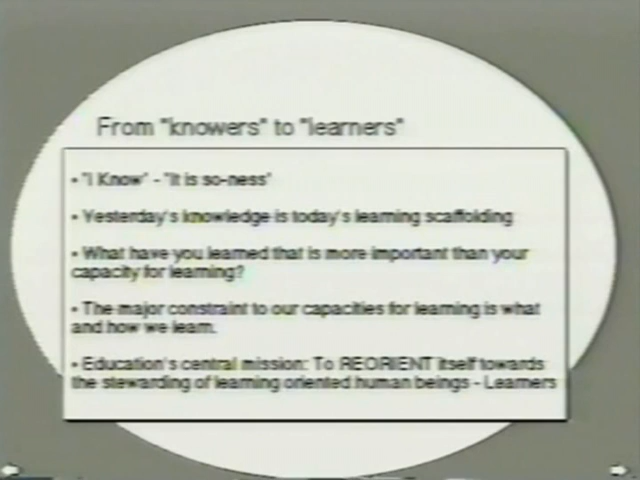 From "knowers" to "learners"
• "I Know" - "It is so-ness"
• Yesterday's knowledge is today's learning scaffolding
• What have you learned that is more important than your
capacity for learning?
• The major constraint to our capacities for learning is what
and how we learn.
• Education's central mission: To REORIENT itself towards
the stewarding of learning oriented human beings - Learners